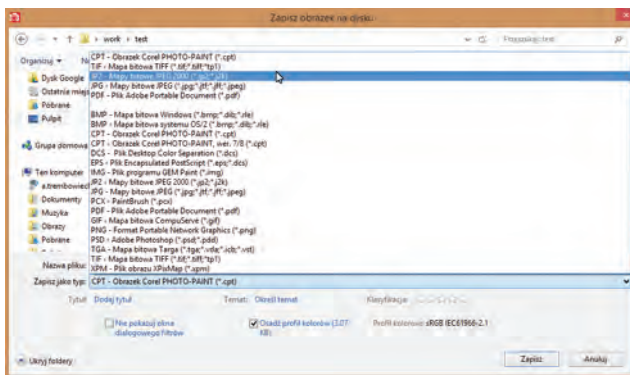 Zapisz obrazek na dysku
work › test
Przeszukaj: test
Organizuj
CPT - Obrazek Corel PHOTO-PAINT (*.cpt)
TIF - Mapa bitowa TIFF (*.tif;*.tiff;*tp1)
JP2 - Mapy bitowe JPEG 2000 (*.jp2;*.j2k)
JPG - Mapy bitowe JPEG (*.jpg;*.jtf;*.jff;*.jpeg)
PDF - Plik Adobe Portable Document (*.pdf)
BMP - Mapa bitowa Windows (*.bmp;*.dib;*.rle)
BMP - Mapa bitowa systemu OS/2 (*.bmp;*.dib;*.rle)
CPT - Obrazek Corel PHOTO-PAINT (*.cpt)
CPT - Obrazek Corel PHOTO-PAINT, wer. 7/8 (*.cpt)
DCS - Plik Desktop Color Separation (*.dcs)
EPS - Plik Encapsulated PostScript (*.eps;*.dcs)
IMG - Plik programu GEM Paint (*.img)
JP2 - Mapy bitowe JPEG 2000 (*.jp2;*.j2k)
JPG - Mapy bitowe JPEG (*.jpg;*.jtf;*.jff;*.jpeg)
PCX - PaintBrush (*.pcx)
PDF - Plik Adobe Portable Document (*.pdf)
GIF - Mapa bitowa CompuServe (*.gif)
PNG - Format Portable Network Graphics (*.png)
PSD - Adobe Photoshop (*.psd;*.pdd)
TGA - Mapa bitowa Targa (*.tga;*.vda;*.icb;*.vst)
TIF - Mapa bitowa TIFF (*.tif;*.tiff;*tp1)
XPM - Plik obrazu XPixMap (*.xpm)
Dysk Google
Ostatnie miejs
Pobrane
Pulpit
Grupa domowa
Ten komputer
a.trembowiec
Dokumenty
Muzyka
Obrazy
Pobrane
Nazwa pliku:
Zapisz jako typ: CPT - Obrazek Corel PHOTO-PAINT (*.cpt)
Tytuł: Dodaj tytuł Temat: Określ temat Klasyfikacja:
Nie pokazuj okna dialogowego filtrów
Osadź profil kolorów (3,07 KB);
Profil kolorów: sRGB IEC61966-2.1
Ukryj foldery
Zapisz
Anuluj